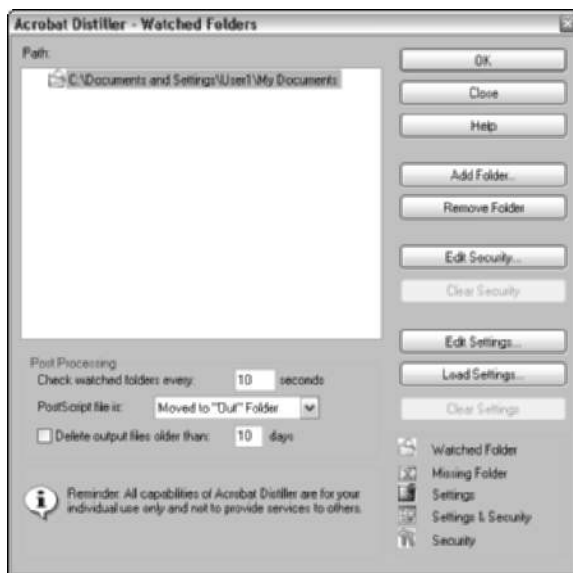 Acrobat Distiller - Watched Folders
Path:
C:\Documents and Settings\User1\My Documents
OK
Close
Help
Add Folder...
Remove Folder
Edit Security...
Clear Security
Edit Settings...
Load Settings...
Clear Settings
Post Processing
Check watched folders every: 10 seconds
PostScript file is: Moved to "Out" Folder
Delete output files older than: 10 days
Reminder: All capabilities of Acrobat Distiller are for your
individual use only and not to provide services to others.
Watched Folder
Missing Folder
Settings
Settings & Security
Security